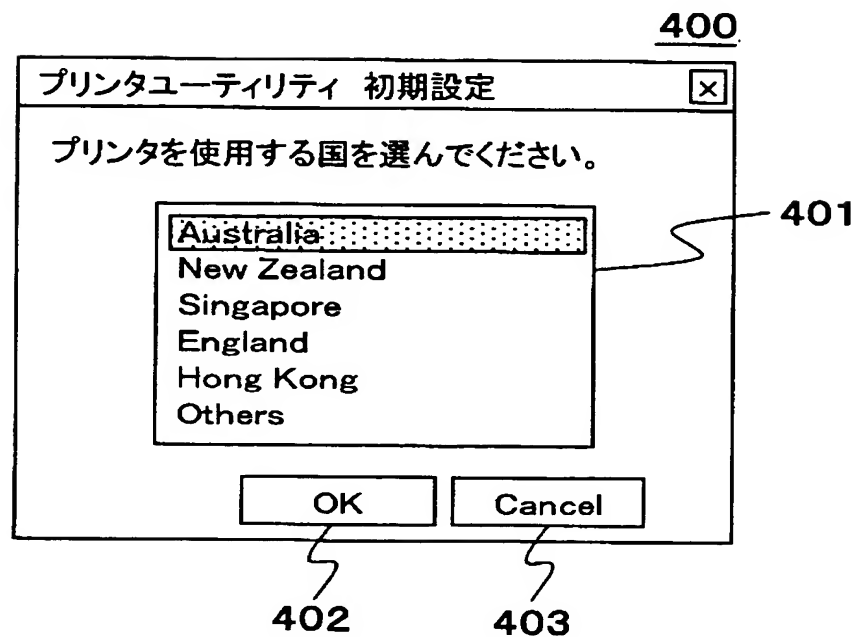 400
プリンタユーティリティ 初期設定
×
プリンタを使用する国を選んでください。
401
Australia
New Zealand
Singapore
England
Hong Kong
Others
OK
Cancel
402
403